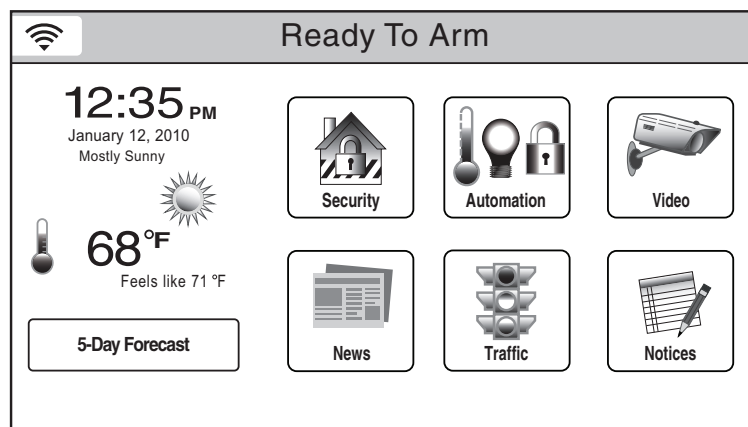 Ready To Arm
12:35 PM
January 12, 2010
Mostly Sunny
68°F
Feels like 71 °F
5-Day Forecast
Security
Automation
Video
News
Traffic
Notices